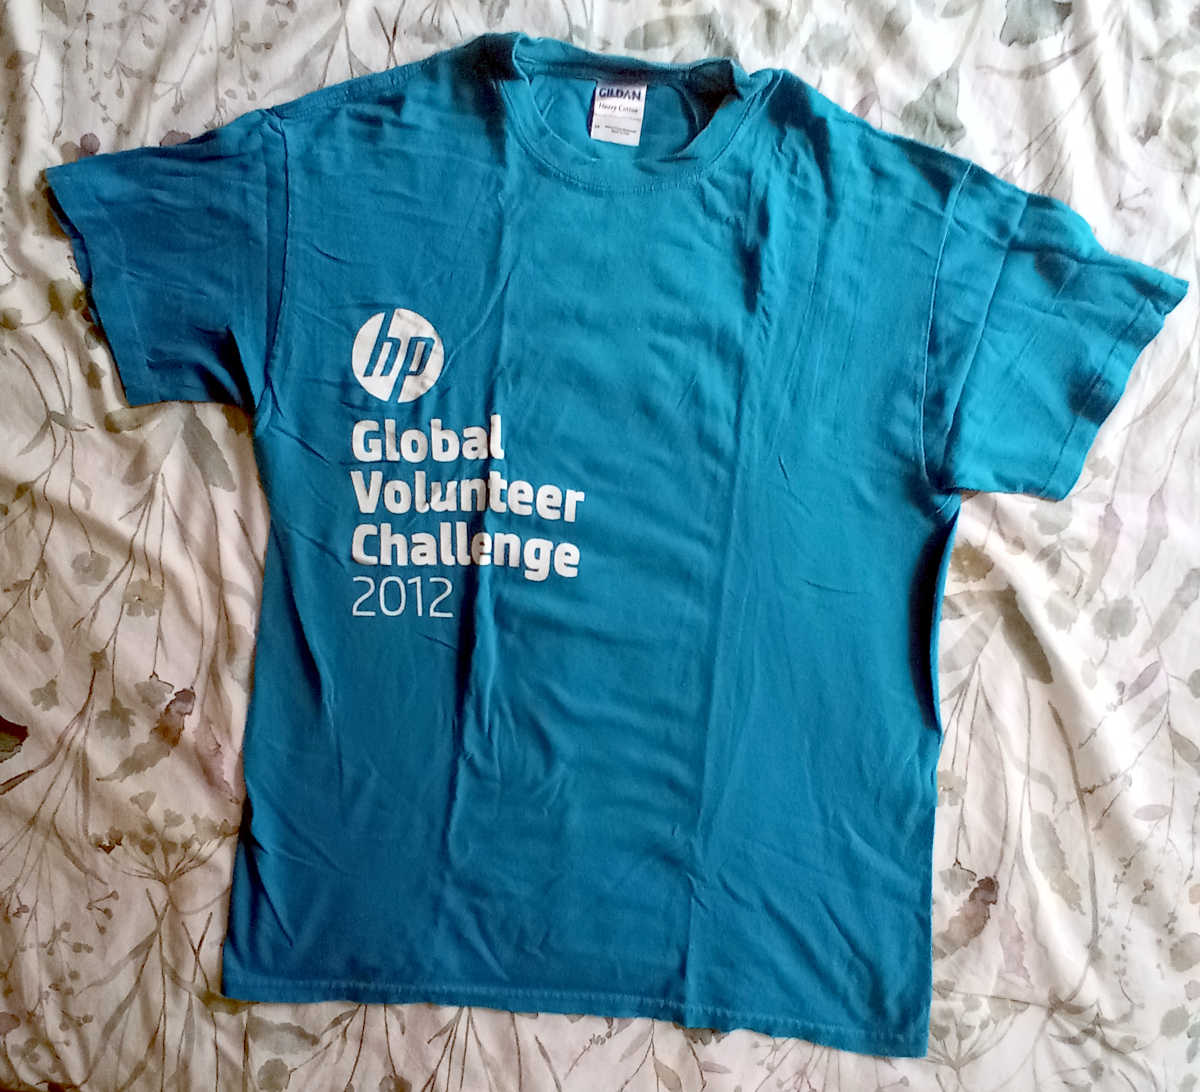 GILDAN
Heavy Cotton
hp
Global
Volunteer
Challenge
2012